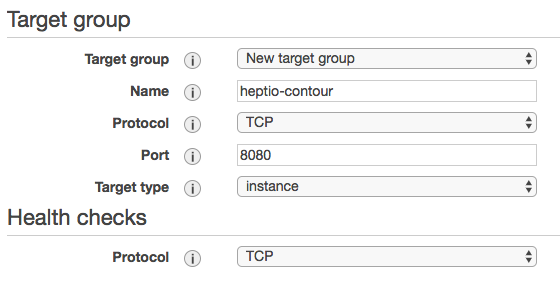 Target group
Target group i New target group
Name i heptio-contour
Protocol i TCP
Port i 8080
Target type i instance
Health checks
Protocol i TCP